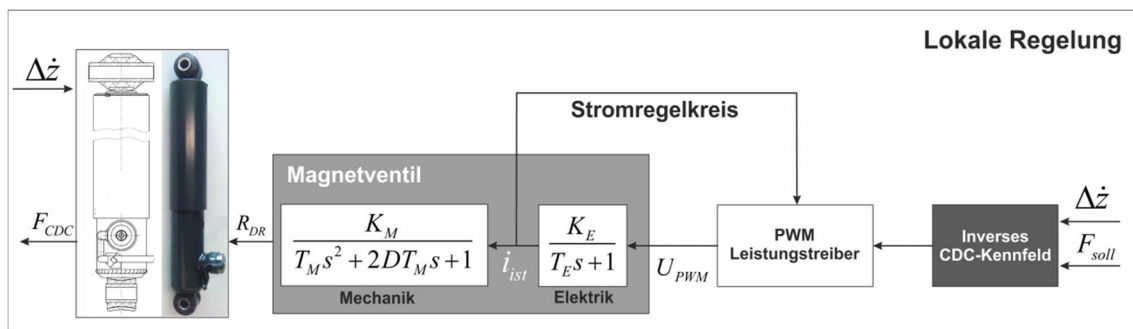 Lokale Regelung
Δż
Stromregelkreis
Magnetventil
F_CDC
R_DR
K_M
T_M s² + 2DT_M s + 1
Mechanik
i_ist
K_E
T_E s + 1
Elektrik
U_PWM
PWM
Leistungstreiber
Inverses
CDC-Kennfeld
Δż
F_soll